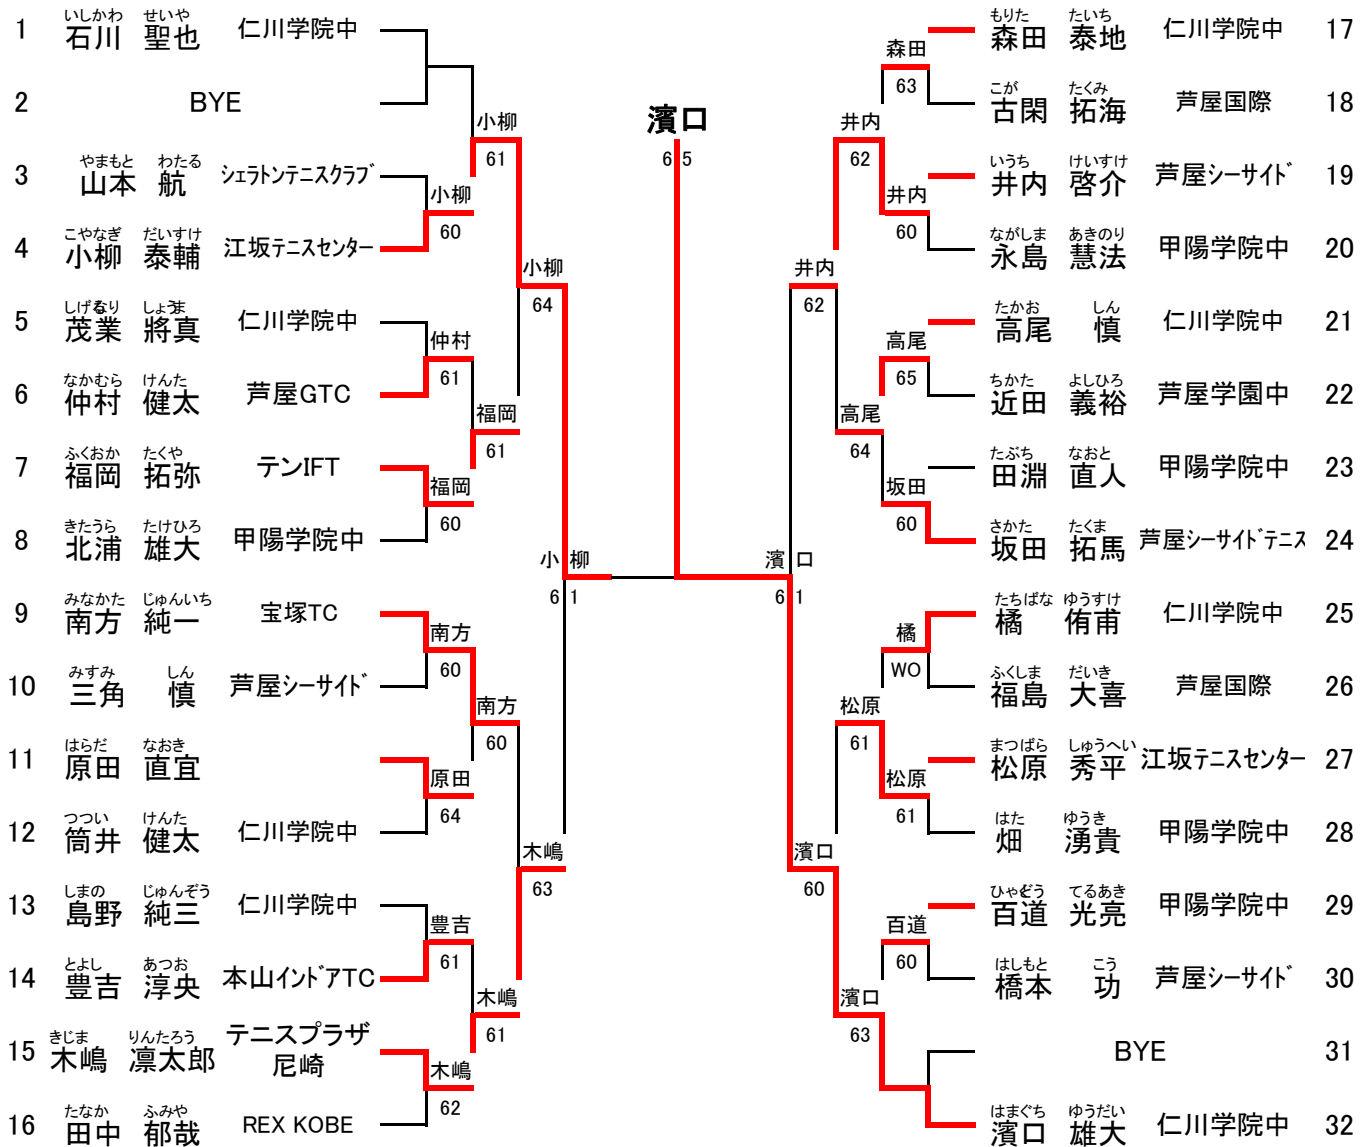 いしかわ せいや
1 石川 聖也 仁川学院中
2 BYE
やまもと わたる
3 山本 航 シェラトンテニスクラブ
こやなぎ だいすけ
4 小柳 泰輔 江坂テニスセンター
しげなり しょうま
5 茂業 將真 仁川学院中
なかむら けんた
6 仲村 健太 芦屋GTC
ふくおか たくや
7 福岡 拓弥 テンIFT
きたうら たけひろ
8 北浦 雄大 甲陽学院中
みなかた じゅんいち
9 南方 純一 宝塚TC
みすみ しん
10 三角 慎 芦屋シーサイド
はらだ なおき
11 原田 直宜
つつい けんた
12 筒井 健太 仁川学院中
しまの じゅんぞう
13 島野 純三 仁川学院中
とよし あつお
14 豊吉 淳央 本山インドアTC
きじま りんたろう
15 木嶋 凛太郎 テニスプラザ
尼崎
たなか ふみや
16 田中 郁哉 REX KOBE
小柳
60
仲村
61
福岡
60
南方
60
原田
64
豊吉
61
木嶋
62
小柳
61
福岡
61
南方
60
木嶋
61
小柳
64
木嶋
63
小柳
61
濱口
65
濱口
61
井内
62
濱口
60
井内
62
高尾
64
松原
61
濱口
63
森田
63
井内
60
高尾
65
坂田
60
橘
WO
松原
61
百道
60
もりた たいち
森田 泰地 仁川学院中 17
こが たくみ
古閑 拓海 芦屋国際 18
いうち けいすけ
井内 啓介 芦屋シーサイド 19
ながしま あきのり
永島 慧法 甲陽学院中 20
たかお しん
高尾 慎 仁川学院中 21
ちかた よしひろ
近田 義裕 芦屋学園中 22
たぶち なおと
田淵 直人 甲陽学院中 23
さかた たくま
坂田 拓馬 芦屋シーサイドテニス 24
たちばな ゆうすけ
橘 侑甫 仁川学院中 25
ふくしま だいき
福島 大喜 芦屋国際 26
まつばら しゅうへい
松原 秀平 江坂テニスセンター 27
はた ゆうき
畑 湧貴 甲陽学院中 28
ひゃくどう てるあき
百道 光亮 甲陽学院中 29
はしもと こう
橋本 功 芦屋シーサイド 30
BYE 31
はまぐち ゆうだい
濱口 雄大 仁川学院中 32